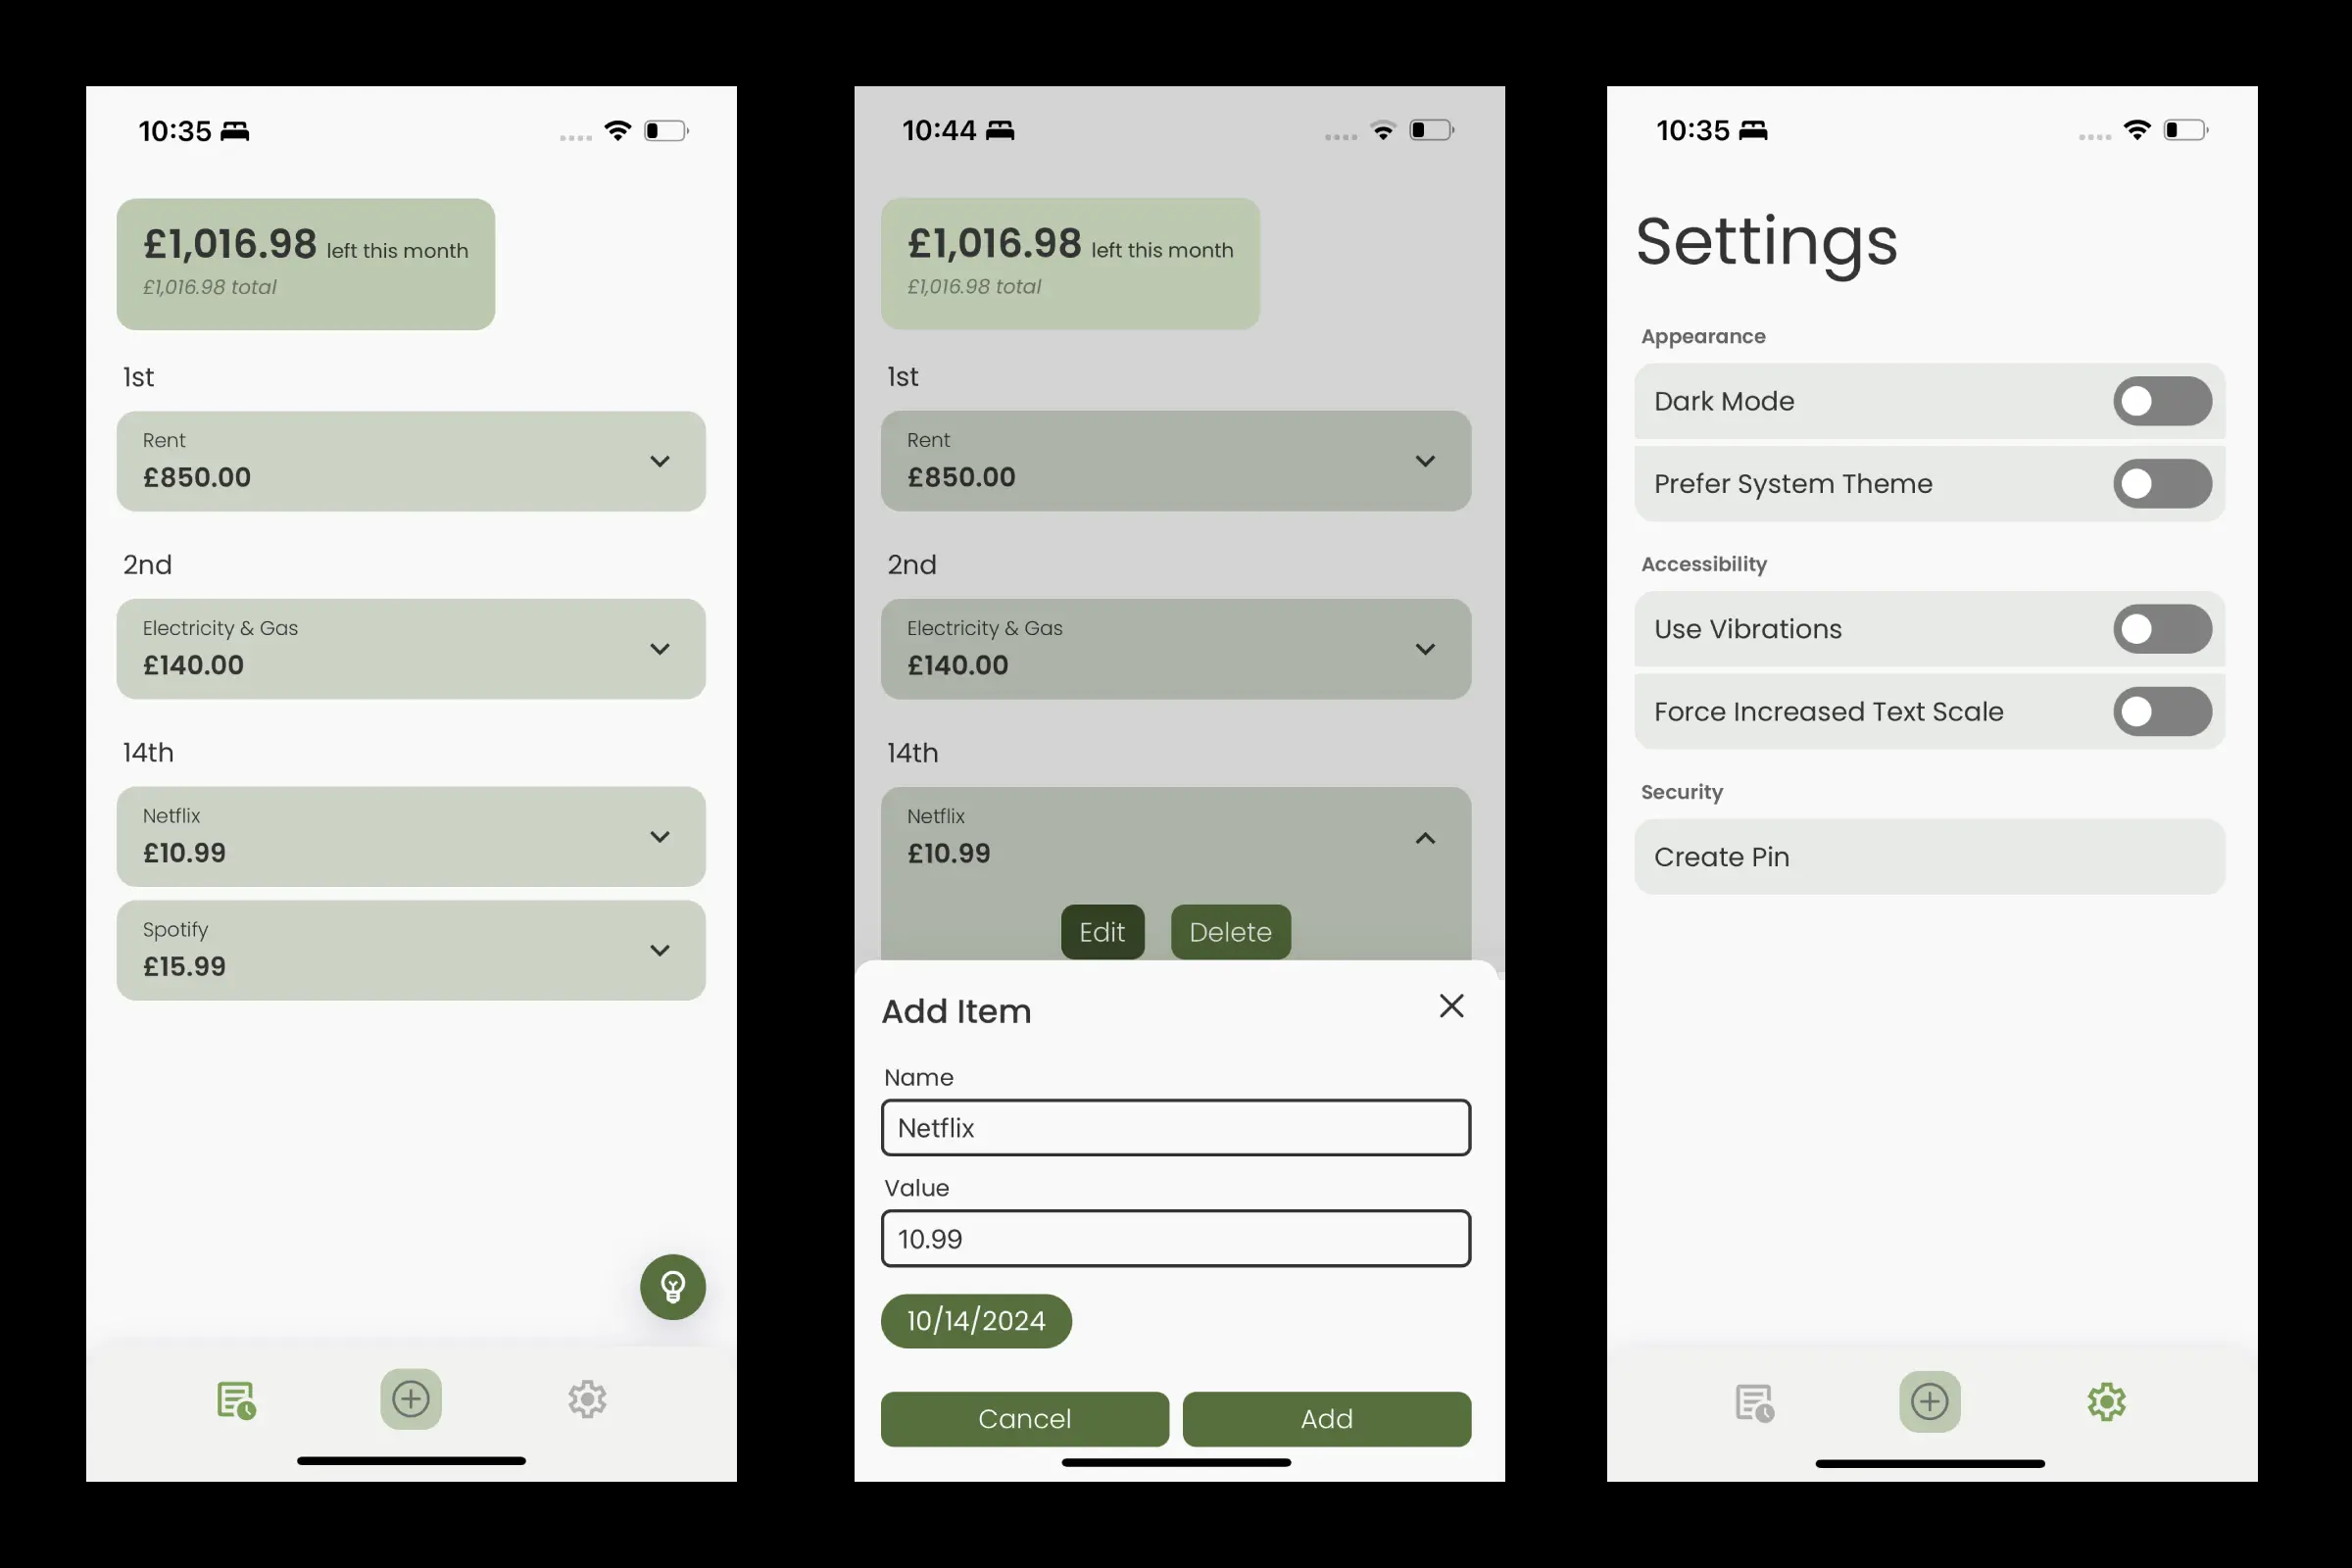 10:35
£1,016.98 left this month
£1,016.98 total
1st
Rent
£850.00
2nd
Electricity & Gas
£140.00
14th
Netflix
£10.99
Spotify
£15.99
10:44
£1,016.98 left this month
£1,016.98 total
1st
Rent
£850.00
2nd
Electricity & Gas
£140.00
14th
Netflix
£10.99
Edit Delete
Add Item
Name
Netflix
Value
10.99
10/14/2024
Cancel Add
10:35
Settings
Appearance
Dark Mode
Prefer System Theme
Accessibility
Use Vibrations
Force Increased Text Scale
Security
Create Pin